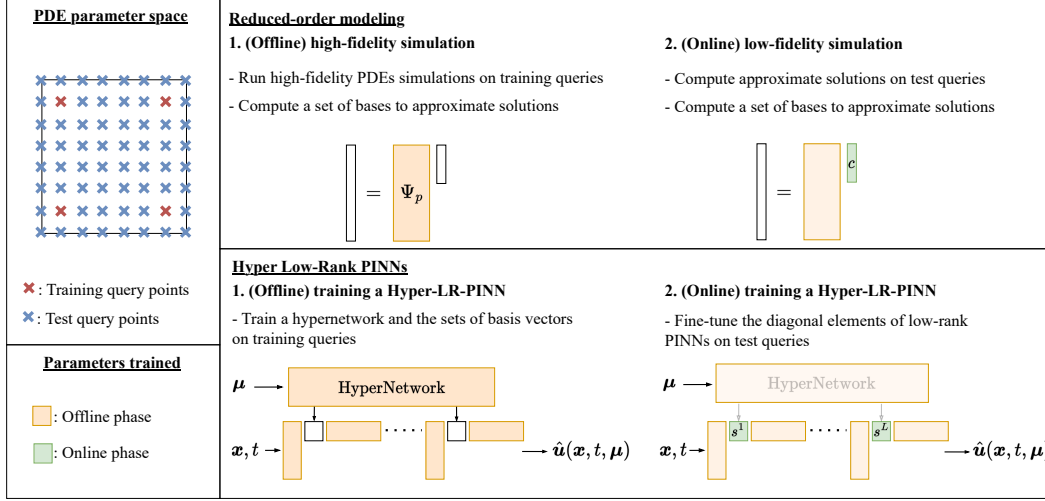 PDE parameter space
: Training query points
: Test query points
Parameters trained
: Offline phase
: Online phase
Reduced-order modeling
1. (Offline) high-fidelity simulation
- Run high-fidelity PDEs simulations on training queries
- Compute a set of bases to approximate solutions
= Ψₚ
2. (Online) low-fidelity simulation
- Compute approximate solutions on test queries
- Compute a set of bases to approximate solutions
= c
Hyper Low-Rank PINNs
1. (Offline) training a Hyper-LR-PINN
- Train a hypernetwork and the sets of basis vectors
on training queries
μ HyperNetwork
x, t ····· û(x, t, μ)
2. (Online) training a Hyper-LR-PINN
- Fine-tune the diagonal elements of low-rank
PINNs on test queries
μ HyperNetwork
x, t s¹ ····· sᴸ û(x, t, μ)